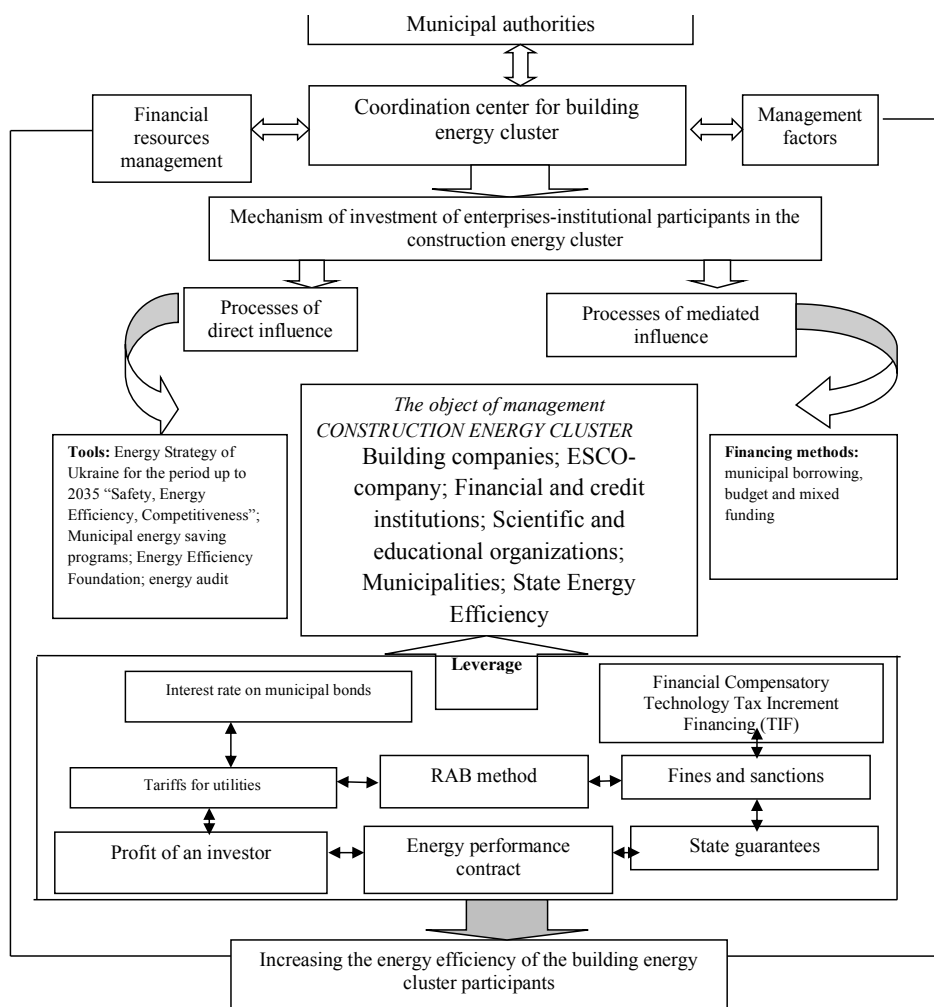 Municipal authorities
Financial
resources
management
Coordination center for building
energy cluster
Management
factors
Mechanism of investment of enterprises-institutional participants in the
construction energy cluster
Processes of
direct influence
Processes of mediated
influence
The object of management
CONSTRUCTION ENERGY CLUSTER
Building companies; ESCO-
company; Financial and credit
institutions; Scientific and
educational organizations;
Municipalities; State Energy
Efficiency
Tools: Energy Strategy of
Ukraine for the period up to
2035 “Safety, Energy
Efficiency, Competitiveness”;
Municipal energy saving
programs; Energy Efficiency
Foundation; energy audit
Financing methods:
municipal borrowing,
budget and mixed
funding
Leverage
Interest rate on municipal bonds
Financial Compensatory
Technology Tax Increment
Financing (TIF)
Tariffs for utilities
RAB method
Fines and sanctions
Profit of an investor
Energy performance
contract
State guarantees
Increasing the energy efficiency of the building energy
cluster participants